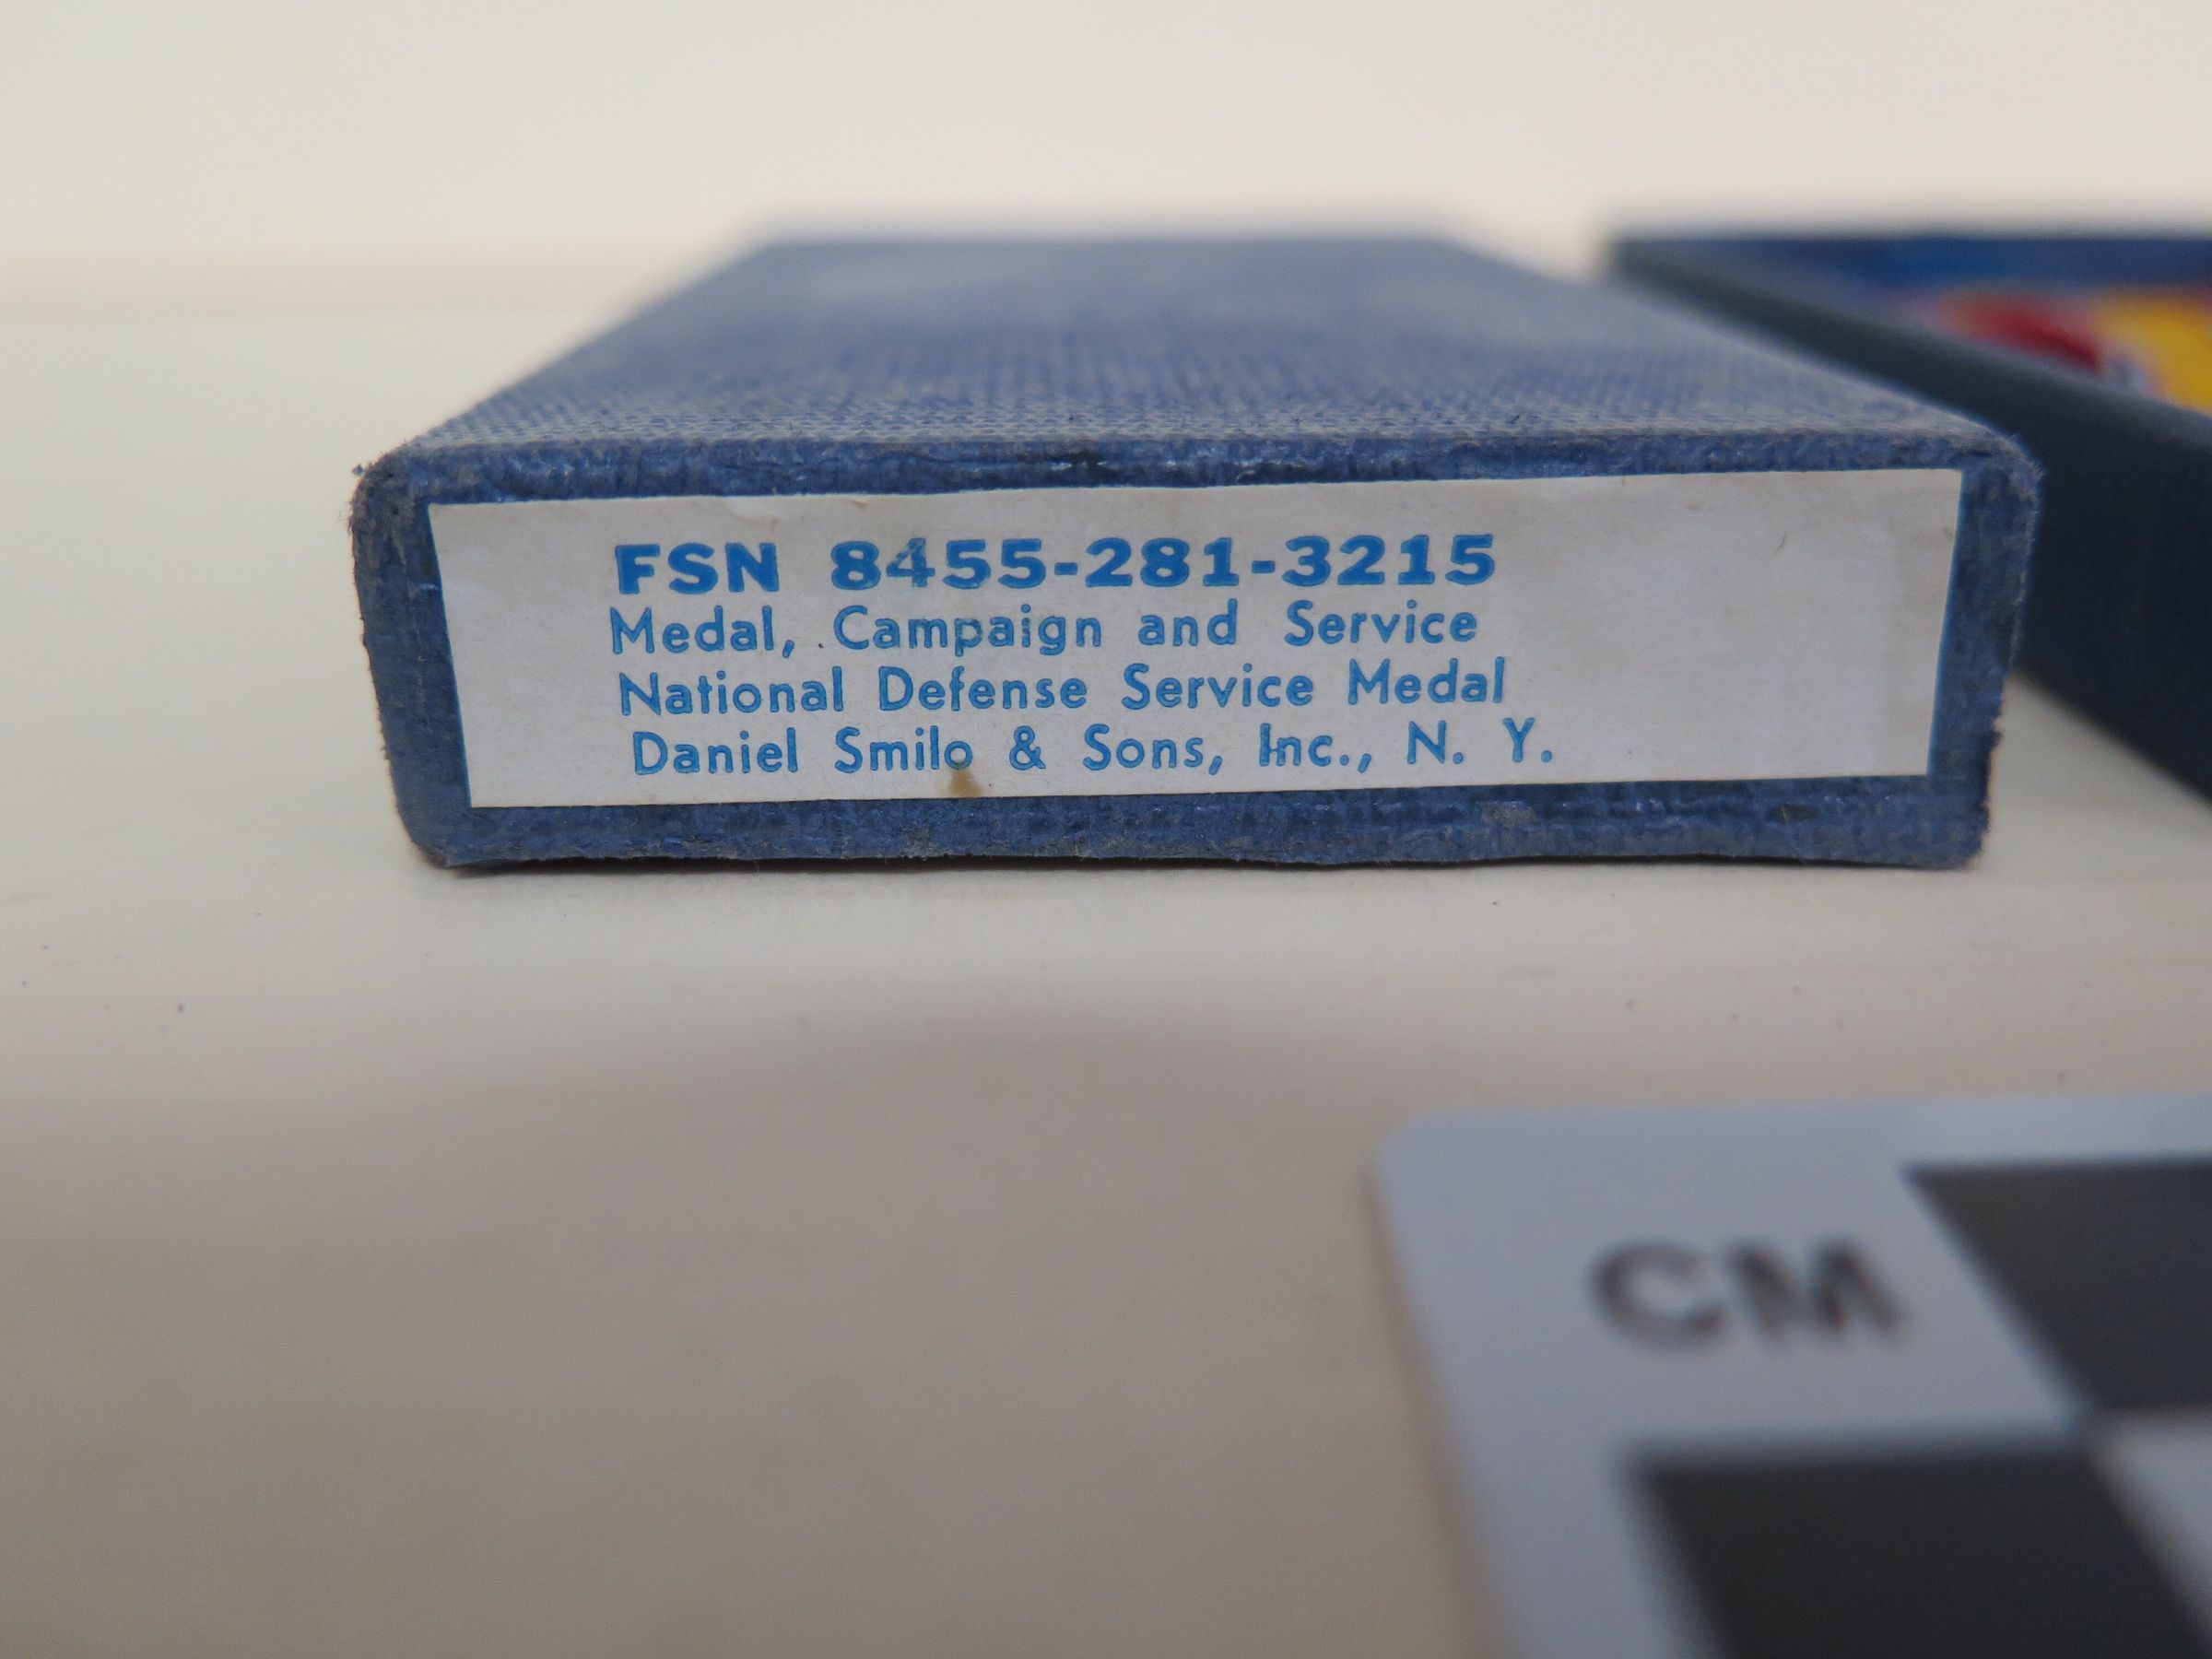 FSN 8455-281-3215
Medal, Campaign and Service
National Defense Service Medal
Daniel Smilo & Sons, Inc., N. Y.
CM